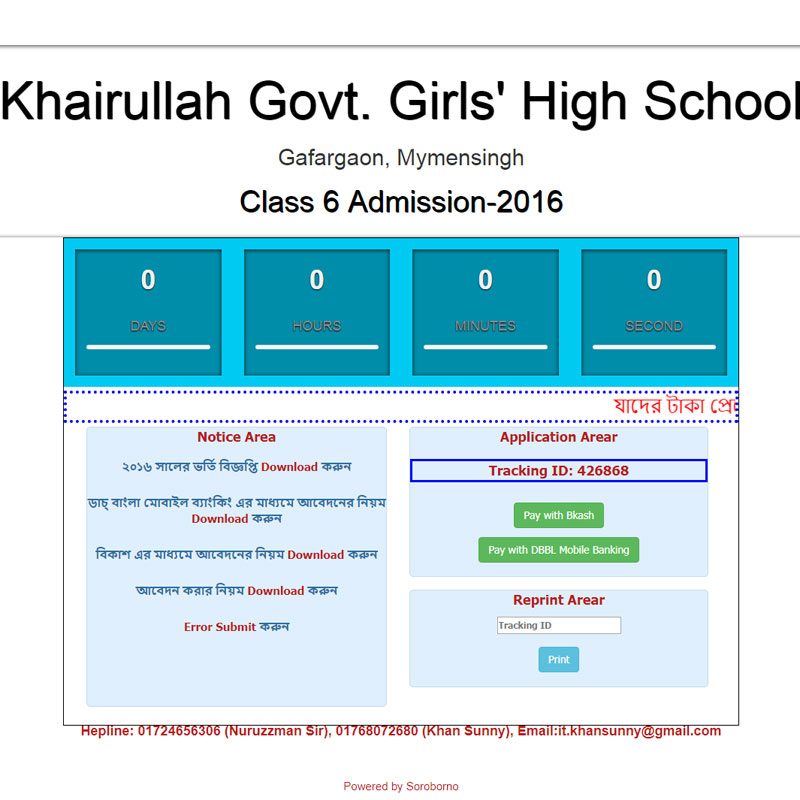 Khairullah Govt. Girls' High School
Gafargaon, Mymensingh
Class 6 Admission-2016
0
DAYS
0
HOURS
0
MINUTES
0
SECOND
যাদের টাকা
Notice Area
২০১৬ সালের ভর্তি বিজ্ঞপ্তি Download করুন
ডাচ্ বাংলা মোবাইল ব্যাংকিং এর মাধ্যমে আবেদনের নিয়ম
Download করুন
বিকাশ এর মাধ্যমে আবেদনের নিয়ম Download করুন
আবেদন করার নিয়ম Download করুন
Error Submit করুন
Application Arear
Tracking ID: 426868
Pay with Bkash
Pay with DBBL Mobile Banking
Reprint Arear
Tracking ID
Print
Hepline: 01724656306 (Nuruzzman Sir), 01768072680 (Khan Sunny), Email:it.khansunny@gmail.com
Powered by Soroborno